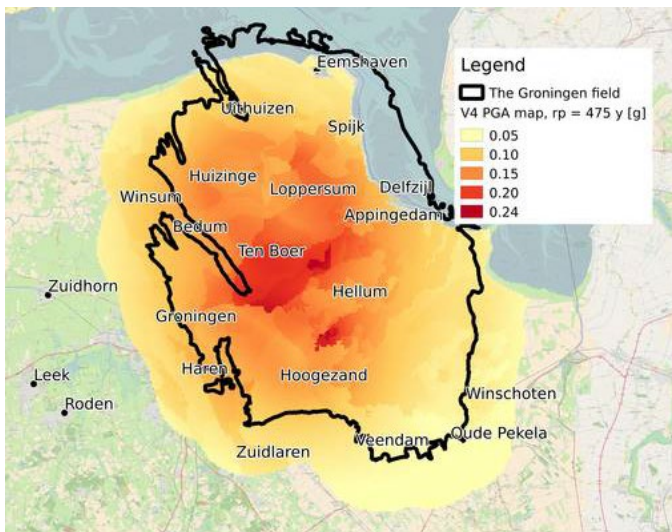 Eemshaven
Legend
The Groningen field
V4 PGA map, rp = 475 y [g]
0.05
0.10
0.15
0.20
0.24
Uithuizen
Spijk
Huizinge
Loppersum
Delfzijl
Winsum
Appingedam
Bedum
Ten Boer
Zuidhorn
Hellum
Groningen
Haren
Hoogezand
Leek
Winschoten
Roden
Veendam
Oude Pekela
Zuidlaren